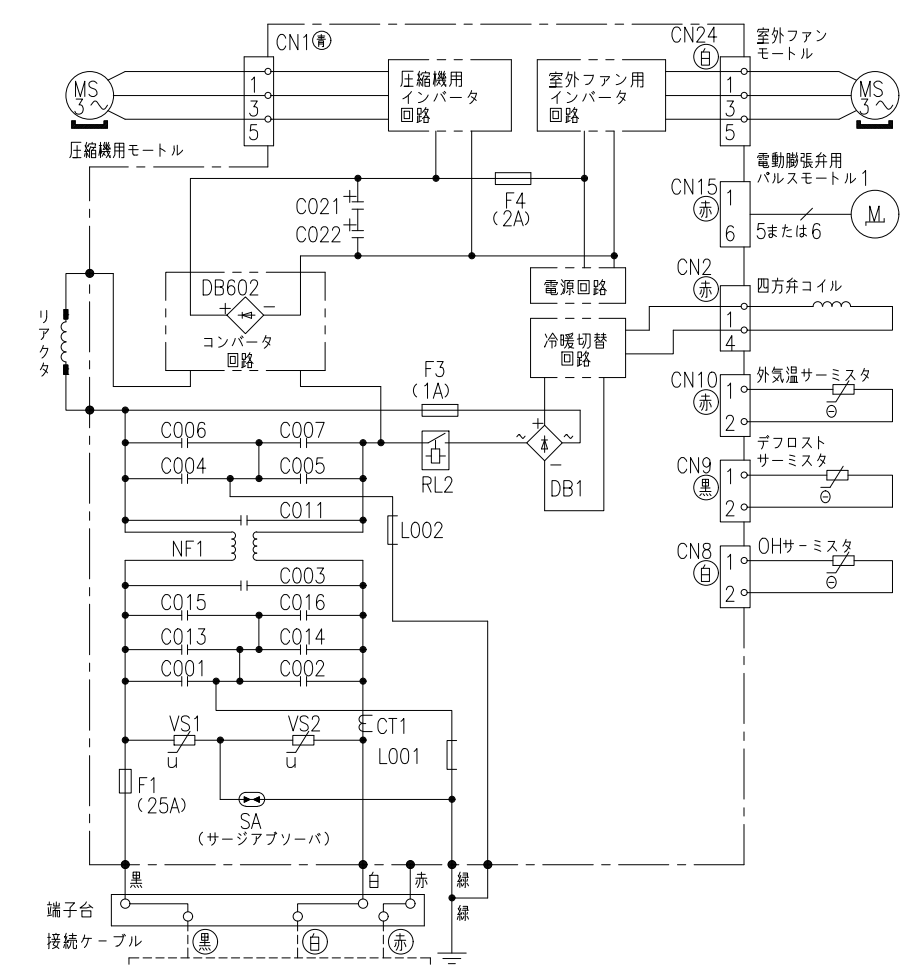 CN1 青
CN24
白
室外ファン
モートル
MS
3～
1
3
5
圧縮機用
インバータ
回路
室外ファン用
インバータ
回路
1
3
5
MS
3～
圧縮機用モートル
電動膨張弁用
パルスモートル1
CN15
赤
1
6
M
5または6
C021
C022
F4
(2A)
CN2
赤
四方弁コイル
1
4
電源回路
DB602
コンバータ
回路
リアクタ
冷暖切替
回路
F3
(1A)
CN10
赤
外気温サーミスタ
1
2
θ
C006
C007
C004
C005
RL2
DB1
CN9
黒
デフロスト
サーミスタ
1
2
θ
C011
L002
NF1
CN8
白
OHサーミスタ
1
2
θ
C003
C015
C016
C013
C014
C001
C002
VS1
VS2
CT1
u
u
L001
F1
(25A)
SA
(サージアブソーバ)
黒
白
赤
緑
端子台
緑
接続ケーブル
黒
白
赤